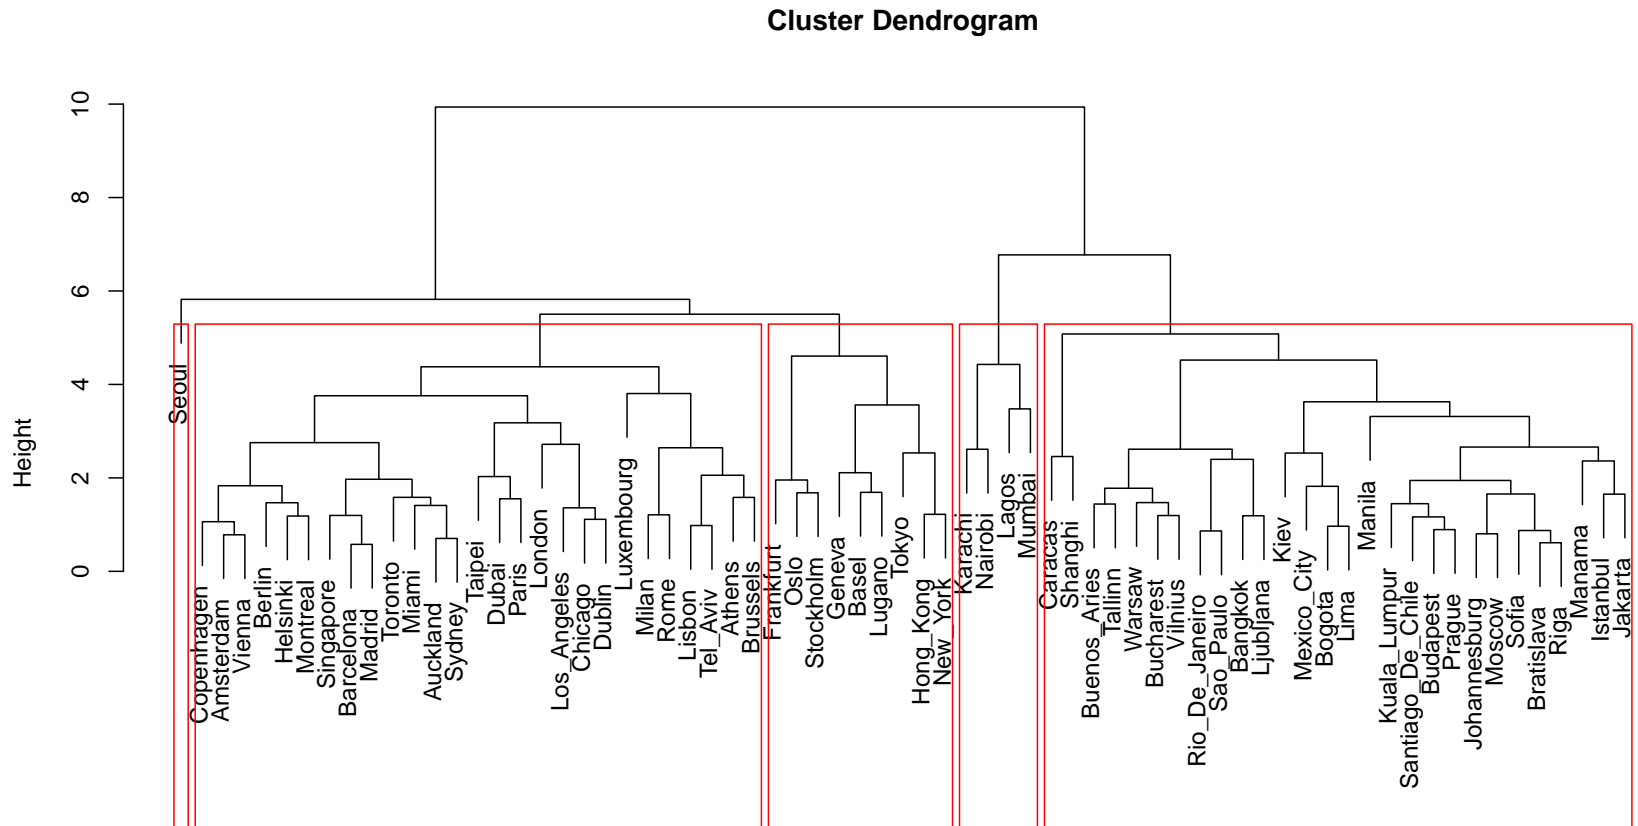 Cluster Dendrogram
Height
10
8
6
4
2
0
Seoul
Copenhagen
Amsterdam
Vienna
Berlin
Helsinki
Montreal
Singapore
Barcelona
Madrid
Toronto
Miami
Auckland
Sydney
Taipei
Dubai
Paris
London
Los_Angeles
Chicago
Dublin
Luxembourg
Milan
Rome
Lisbon
Tel_Aviv
Athens
Brussels
Frankfurt
Oslo
Stockholm
Geneva
Basel
Lugano
Tokyo
Hong_Kong
New_York
Karachi
Nairobi
Lagos
Mumbai
Caracas
Shanghi
Buenos_Aries
Tallinn
Warsaw
Bucharest
Vilnius
Rio_De_Janeiro
Sao_Paulo
Bangkok
Ljubljana
Kiev
Mexico_City
Bogota
Lima
Manila
Kuala_Lumpur
Santiago_De_Chile
Budapest
Prague
Johannesburg
Moscow
Sofia
Bratislava
Riga
Manama
Istanbul
Jakarta